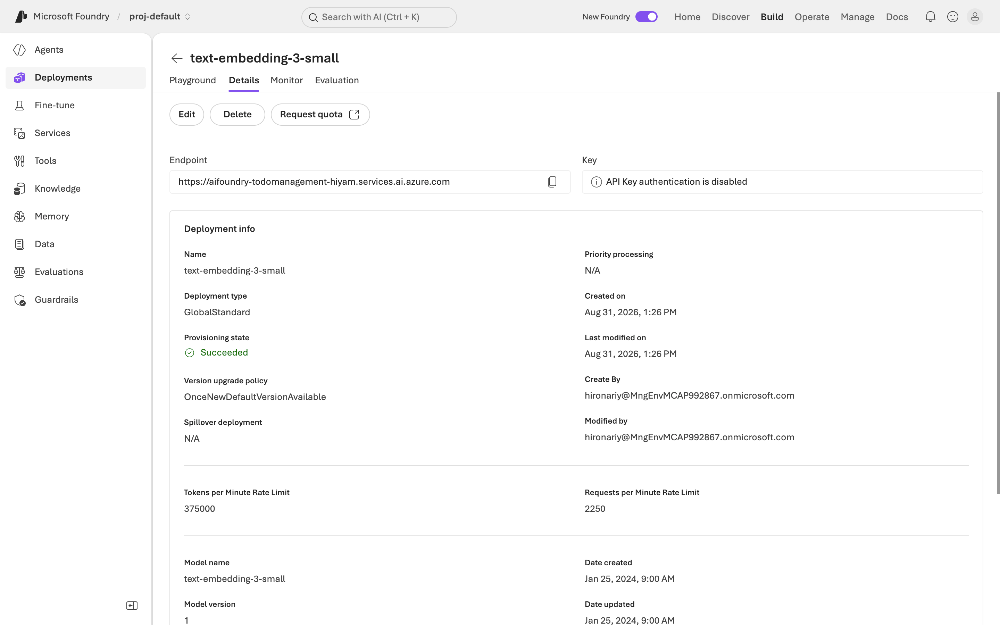 Microsoft Foundry / proj-default
Search with AI (Ctrl + K)
New Foundry
Home
Discover
Build
Operate
Manage
Docs
Agents
Deployments
Fine-tune
Services
Tools
Knowledge
Memory
Data
Evaluations
Guardrails
text-embedding-3-small
Playground
Details
Monitor
Evaluation
Edit
Delete
Request quota
Endpoint
https://aifoundry-todomanagement-hiyam.services.ai.azure.com
Key
API Key authentication is disabled
Deployment info
Name
text-embedding-3-small
Deployment type
GlobalStandard
Provisioning state
Succeeded
Version upgrade policy
OnceNewDefaultVersionAvailable
Spillover deployment
N/A
Priority processing
N/A
Created on
Aug 31, 2026, 1:26 PM
Last modified on
Aug 31, 2026, 1:26 PM
Create By
hironariy@MngEnvMCAP992867.onmicrosoft.com
Modified by
hironariy@MngEnvMCAP992867.onmicrosoft.com
Tokens per Minute Rate Limit
375000
Requests per Minute Rate Limit
2250
Model name
text-embedding-3-small
Model version
1
Date created
Jan 25, 2024, 9:00 AM
Date updated
Jan 25, 2024, 9:00 AM